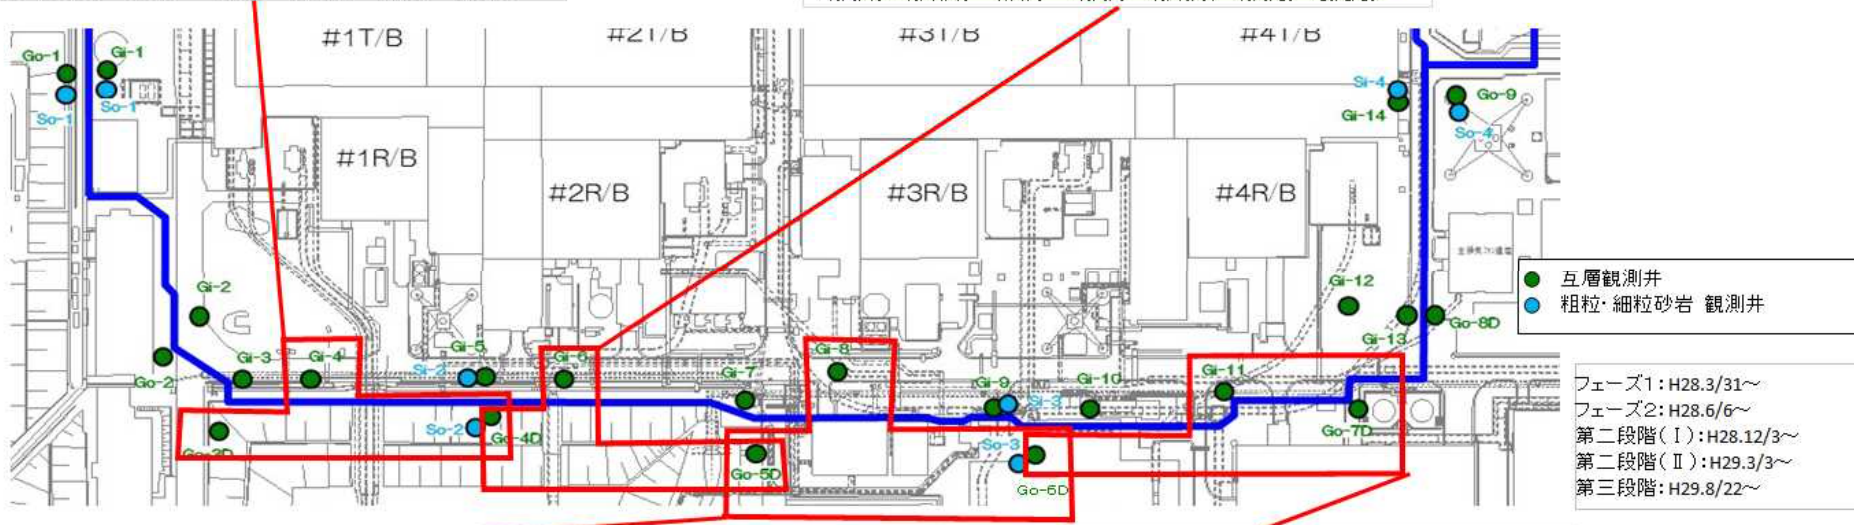 #1T/B
#2T/B
#3T/B
#4T/B
Go-1
Gi-1
So-1
So-1
Si-4
Gi-14
Go-9
So-4
#1R/B
#2R/B
#3R/B
#4R/B
Gi-2
Gi-12
Gi-13
Go-8D
互層観測井
粗粒・細粒砂岩 観測井
Go-2
Gi-3
Gi-4
Si-2
Gi-5
Gi-6
Gi-7
Gi-8
Gi-9
Si-3
Gi-10
Gi-11
Go-3D
So-2
Go-4D
Go-5D
So-3
Go-6D
Go-7D
フェーズ1:H28.3/31～
フェーズ2:H28.6/6～
第二段階(Ⅰ):H28.12/3～
第二段階(Ⅱ):H29.3/3～
第三段階:H29.8/22～